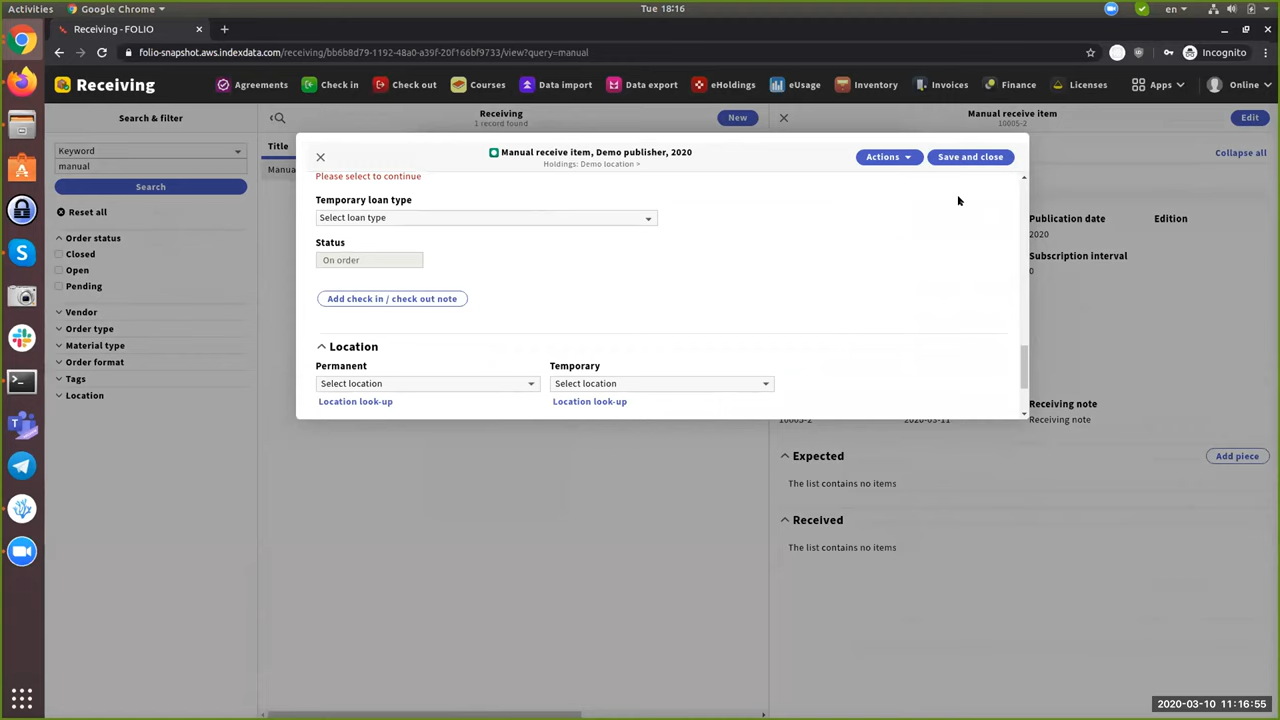 Activities
Google Chrome
Tue 18:16
en
Receiving - FOLIO
folio-snapshot.aws.indexdata.com/receiving/bb6b8d79-1192-48a0-a39f-20f166bf9733/view?query=manual
Incognito
Receiving
Agreements
Check in
Check out
Courses
Data import
Data export
eHoldings
eUsage
Inventory
Invoices
Finance
Licenses
Apps
Online
Search & filter
Receiving
1 record found
New
Manual receive item
10005-2
Edit
Keyword
manual
Search
Reset all
Order status
Closed
Open
Pending
Vendor
Order type
Material type
Order format
Tags
Location
Title
Manua
Manual receive item, Demo publisher, 2020
Holdings: Demo location >
Actions
Save and close
Please select to continue
Temporary loan type
Select loan type
Status
On order
Add check in / check out note
Location
Permanent
Temporary
Select location
Select location
Location look-up
Location look-up
Collapse all
Publication date
Edition
2020
Subscription interval
0
Receiving note
10005-2
2020-03-11
Receiving note
Expected
Add piece
The list contains no items
Received
The list contains no items
2020-03-10 11:16:55